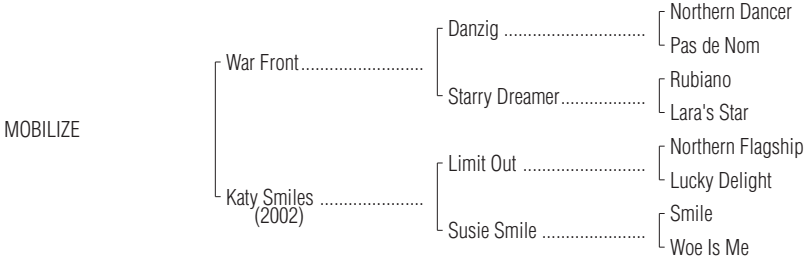 Northern Dancer
Danzig ..............................
Pas de Nom
War Front..........................
Rubiano
Starry Dreamer..................
Lara's Star
MOBILIZE
Northern Flagship
Limit Out ..........................
Lucky Delight
Katy Smiles ......................
(2002)
Smile
Susie Smile ......................
Woe Is Me